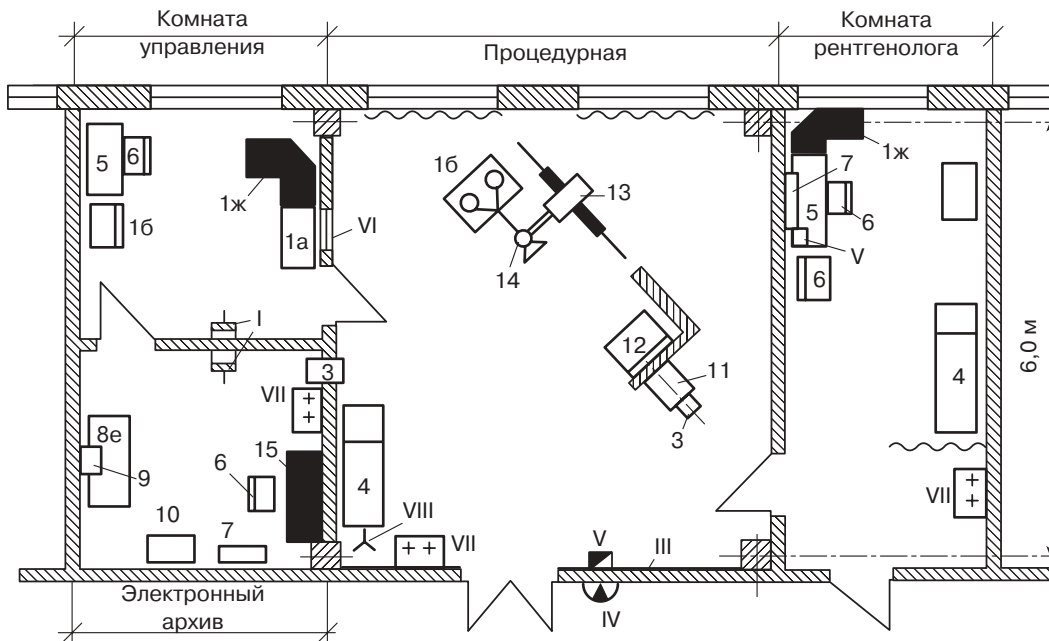 Комната
управления
Процедурная
Комната
рентгенолога
5
6
1б
1ж
1а
VI
1б
13
14
7
1ж
5
6
V
6
I
3
VII
12
11
3
4
6,0 м
8е
9
15
6
4
VII
10
7
VIII
VII
V
III
IV
Электронный
архив